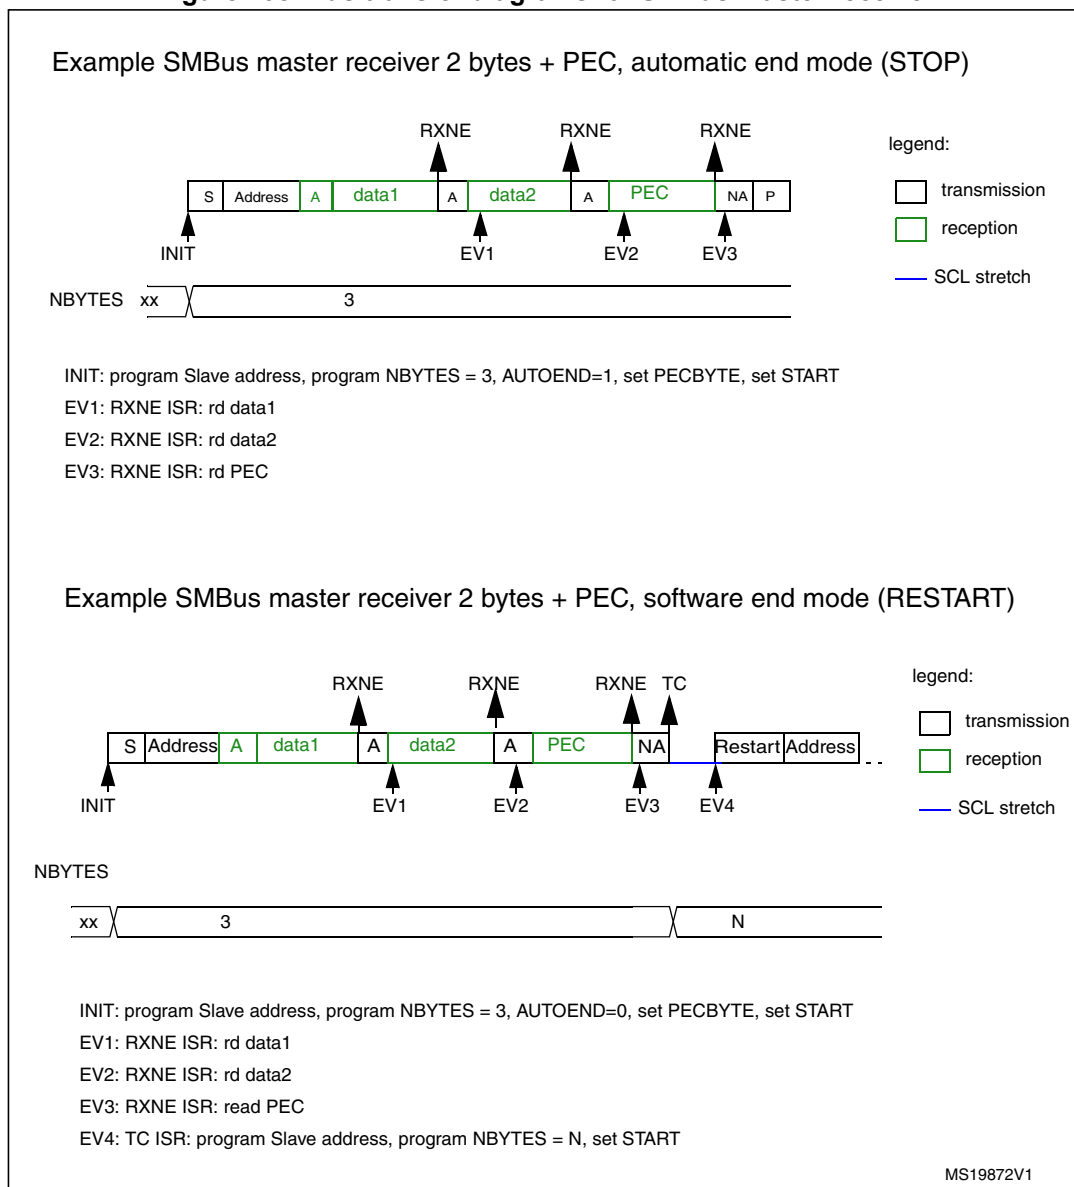 Example SMBus master receiver 2 bytes + PEC, automatic end mode (STOP)
RXNE RXNE RXNE
legend:
S Address A data1 A data2 A PEC NA P
transmission
reception
INIT EV1 EV2 EV3
SCL stretch
NBYTES xx 3
INIT: program Slave address, program NBYTES = 3, AUTOEND=1, set PECBYTE, set START
EV1: RXNE ISR: rd data1
EV2: RXNE ISR: rd data2
EV3: RXNE ISR: rd PEC
Example SMBus master receiver 2 bytes + PEC, software end mode (RESTART)
RXNE RXNE RXNE TC
legend:
transmission
S Address A data1 A data2 A PEC NA Restart Address
reception
INIT EV1 EV2 EV3 EV4
SCL stretch
NBYTES
xx 3 N
INIT: program Slave address, program NBYTES = 3, AUTOEND=0, set PECBYTE, set START
EV1: RXNE ISR: rd data1
EV2: RXNE ISR: rd data2
EV3: RXNE ISR: read PEC
EV4: TC ISR: program Slave address, program NBYTES = N, set START
MS19872V1